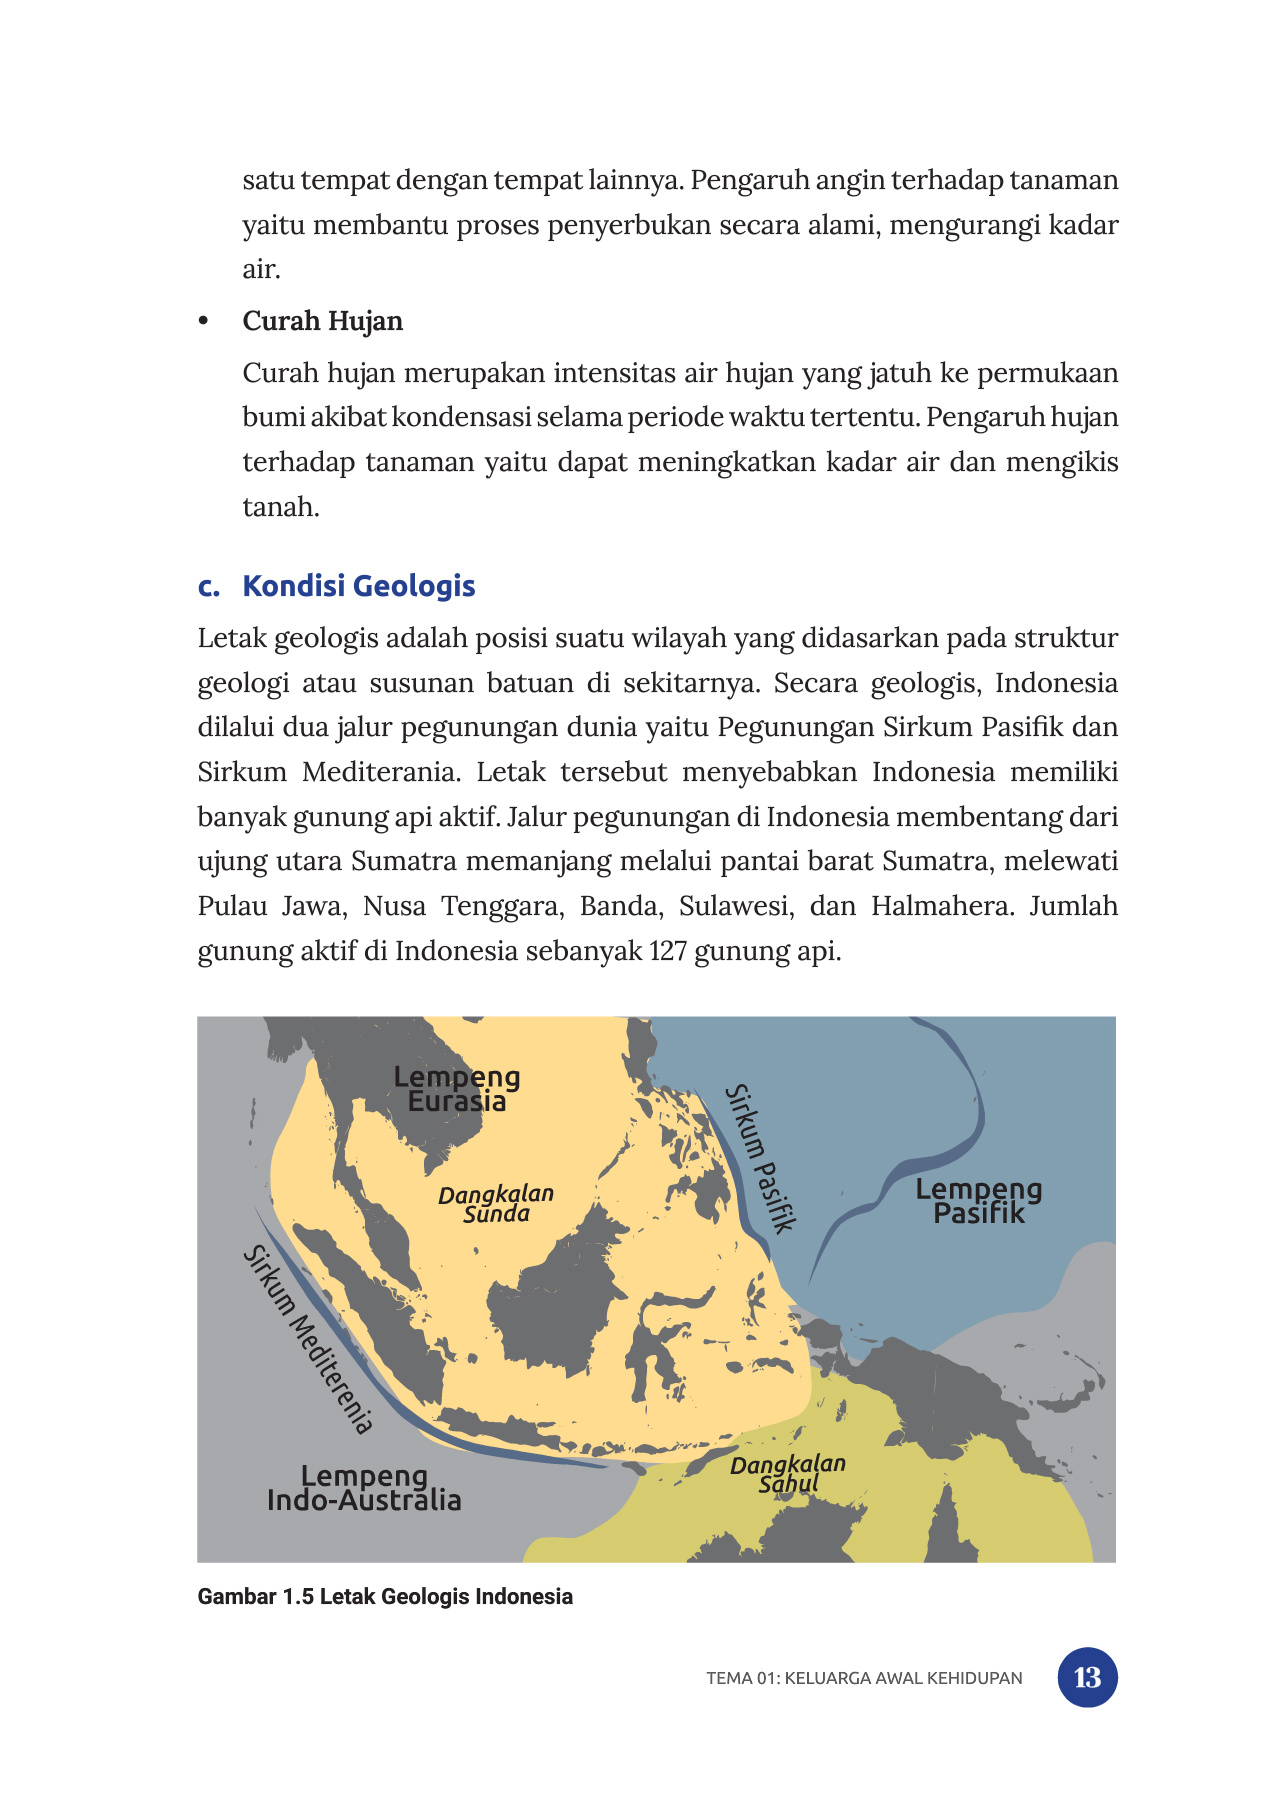 satu tempat dengan tempat lainnya. Pengaruh angin terhadap tanaman
yaitu membantu proses penyerbukan secara alami, mengurangi kadar
air.
• Curah Hujan
Curah hujan merupakan intensitas air hujan yang jatuh ke permukaan
bumi akibat kondensasi selama periode waktu tertentu. Pengaruh hujan
terhadap tanaman yaitu dapat meningkatkan kadar air dan mengikis
tanah.
c. Kondisi Geologis
Letak geologis adalah posisi suatu wilayah yang didasarkan pada struktur
geologi atau susunan batuan di sekitarnya. Secara geologis, Indonesia
dilalui dua jalur pegunungan dunia yaitu Pegunungan Sirkum Pasifik dan
Sirkum Mediterania. Letak tersebut menyebabkan Indonesia memiliki
banyak gunung api aktif. Jalur pegunungan di Indonesia membentang dari
ujung utara Sumatra memanjang melalui pantai barat Sumatra, melewati
Pulau Jawa, Nusa Tenggara, Banda, Sulawesi, dan Halmahera. Jumlah
gunung aktif di Indonesia sebanyak 127 gunung api.
Lempeng
Eurasia
Sirkum Pasifik
Dangkalan
Sunda
Lempeng
Pasifik
Sirkum Mediterenia
Dangkalan
Sahul
Lempeng
Indo-Australia
Gambar 1.5 Letak Geologis Indonesia
TEMA 01: KELUARGA AWAL KEHIDUPAN
13